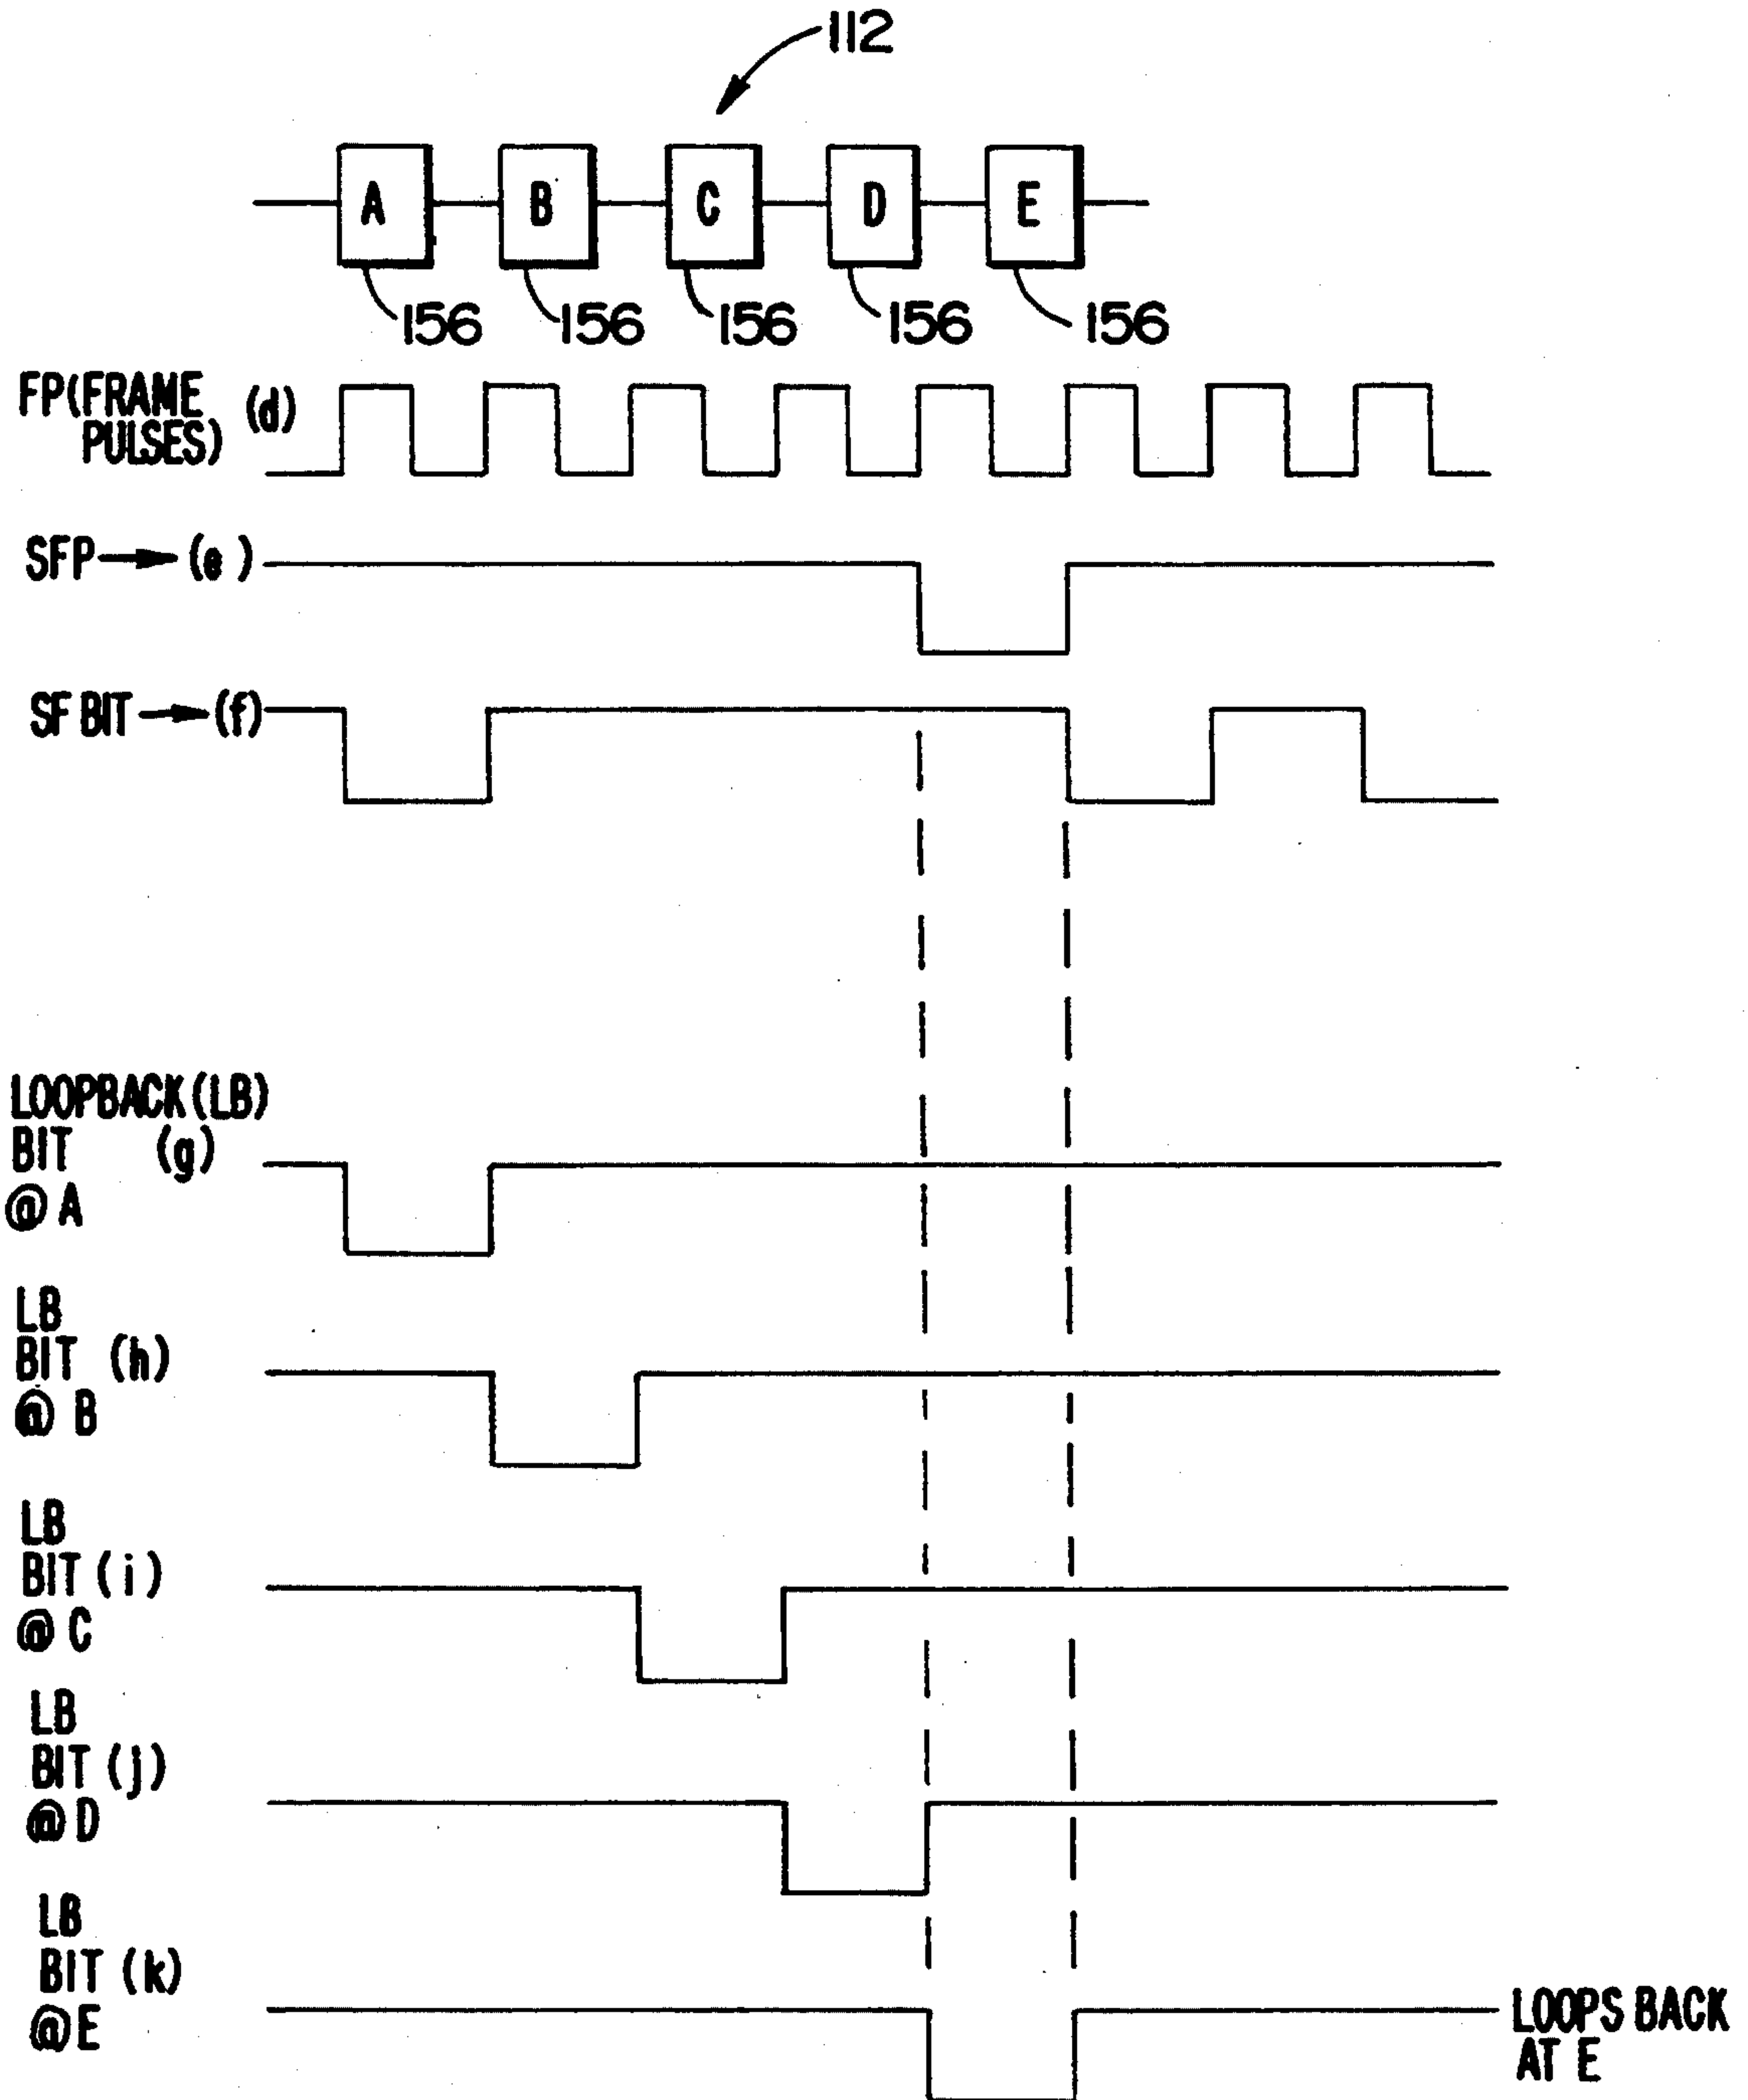 112
A B C D E
156 156 156 156 156
FP(FRAME
PULSES) (d)
SFP (e)
SF BIT (f)
LOOPBACK(LB)
BIT (g)
@ A
LB
BIT (h)
@ B
LB
BIT (i)
@ C
LB
BIT (j)
@ D
LB
BIT (k)
@ E
LOOPS BACK
AT E